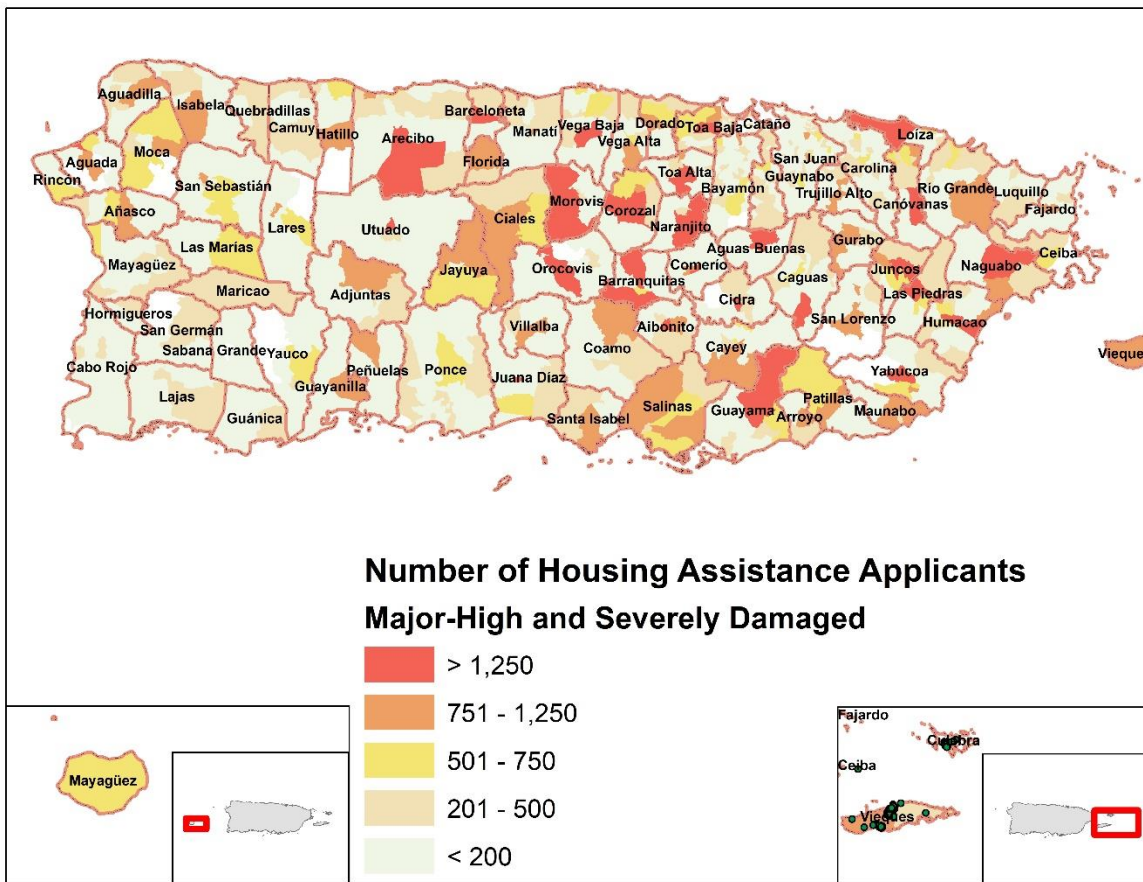 Aguadilla
Isabela
Quebradillas
Camuy
Hatillo
Arecibo
Barceloneta
Manatí
Vega Baja
Vega Alta
Dorado
Toa Baja
Cataño
Loíza
Aguada
Rincón
Moca
San Sebastián
Florida
Toa Alta
Bayamón
San Juan
Guaynabo
Carolina
Trujillo Alto
Canóvanas
Río Grande
Luquillo
Fajardo
Añasco
Lares
Utuado
Ciales
Morovis
Corozal
Naranjito
Las Marías
Mayagüez
Maricao
Adjuntas
Jayuya
Orocovis
Barranquitas
Comerío
Aguas Buenas
Caguas
Gurabo
Juncos
Naguabo
Ceiba
Las Piedras
Humacao
Cidra
San Lorenzo
Hormigueros
San Germán
Sabana Grande
Cabo Rojo
Yauco
Guayanilla
Peñuelas
Ponce
Villalba
Juana Díaz
Coamo
Aibonito
Cayey
Yabucoa
Vieque
Lajas
Guánica
Santa Isabel
Salinas
Guayama
Arroyo
Patillas
Maunabo
Number of Housing Assistance Applicants
Major-High and Severely Damaged
> 1,250
751 - 1,250
501 - 750
201 - 500
< 200
Mayagüez
Fajardo
Culebra
Ceiba
Vieques